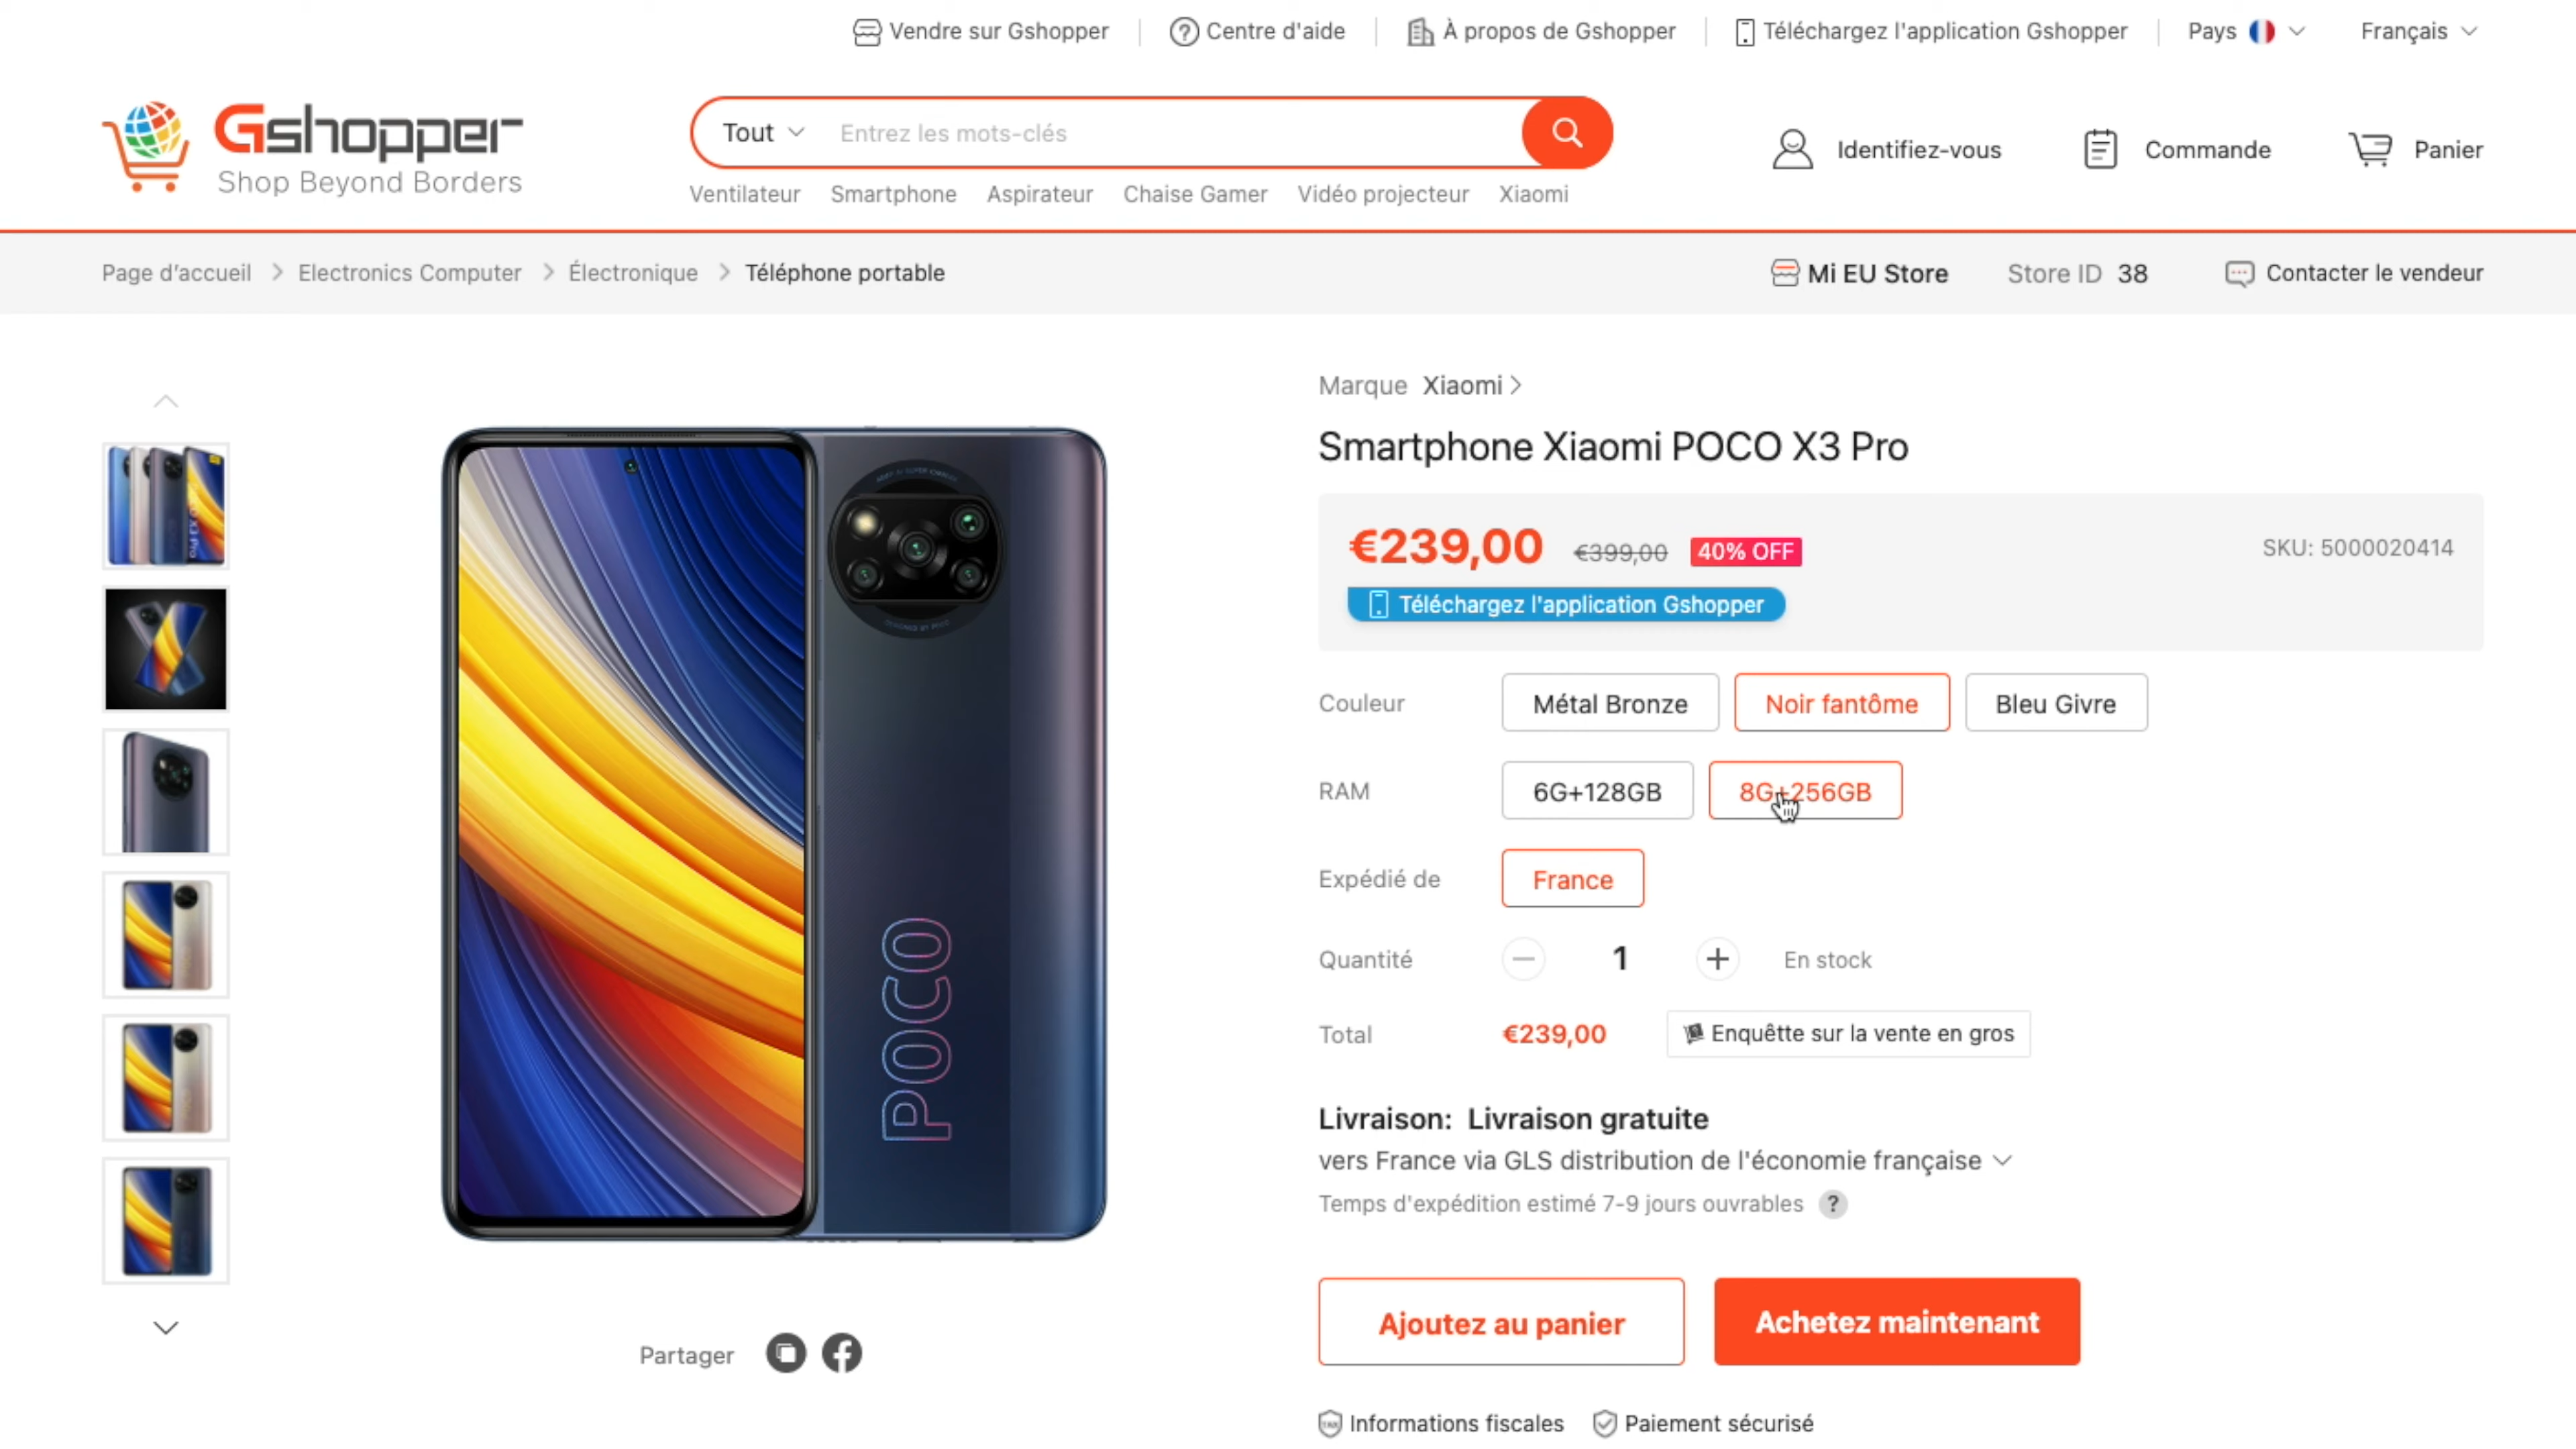 Vendre sur Gshopper
Centre d'aide
À propos de Gshopper
Téléchargez l'application Gshopper
Pays
Français
Gshopper
Shop Beyond Borders
Tout
Entrez les mots-clés
Identifiez-vous
Commande
Panier
Ventilateur Smartphone Aspirateur Chaise Gamer Vidéo projecteur Xiaomi
Page d'accueil > Electronics Computer > Électronique > Téléphone portable
Mi EU Store
Store ID 38
Contacter le vendeur
Marque Xiaomi >
Smartphone Xiaomi POCO X3 Pro
€239,00 €399,00 40% OFF
SKU: 5000020414
Téléchargez l'application Gshopper
Couleur Métal Bronze Noir fantôme Bleu Givre
RAM 6G+128GB 8G+256GB
Expédié de France
Quantité 1 En stock
Total €239,00 Enquêtte sur la vente en gros
Livraison: Livraison gratuite
vers France via GLS distribution de l'économie française
Temps d'expédition estimé 7-9 jours ouvrables ?
Ajoutez au panier
Achetez maintenant
Informations fiscales
Paiement sécurisé
POCO
Partager